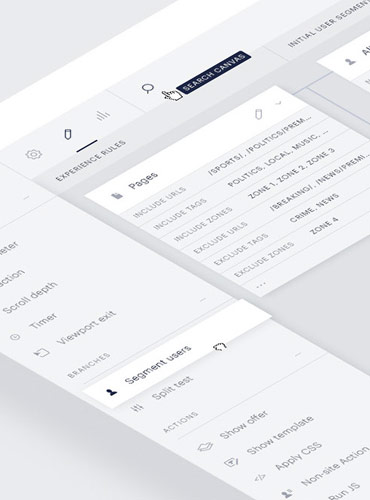 INITIAL USER SEGMENT
SEARCH CANVAS
EXPERIENCE RULES
Pages
INCLUDE URLS /SPORTS/, /POLITICS/PREM...
INCLUDE TAGS POLITICS, LOCAL, MUSIC, ...
INCLUDE ZONES ZONE 1, ZONE 2, ZONE 3
EXCLUDE URLS /BREAKING/, /NEWS/PREMI...
EXCLUDE TAGS CRIME, NEWS
EXCLUDE ZONES ZONE 4
...
Scroll depth
Timer
Viewport exit
BRANCHES
Segment users
Split test
ACTIONS
Show offer
Show template
Apply CSS
Non-site Action
Run JS